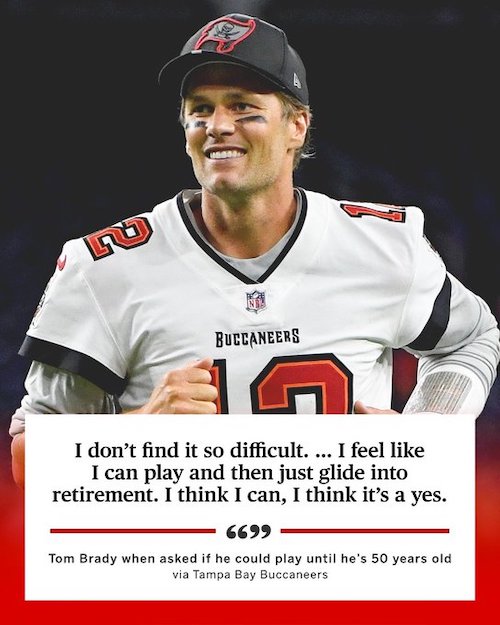 12
12
NFL
BUCCANEERS
12
I don't find it so difficult. ... I feel like
I can play and then just glide into
retirement. I think I can, I think it's a yes.
“”
Tom Brady when asked if he could play until he's 50 years old
via Tampa Bay Buccaneers